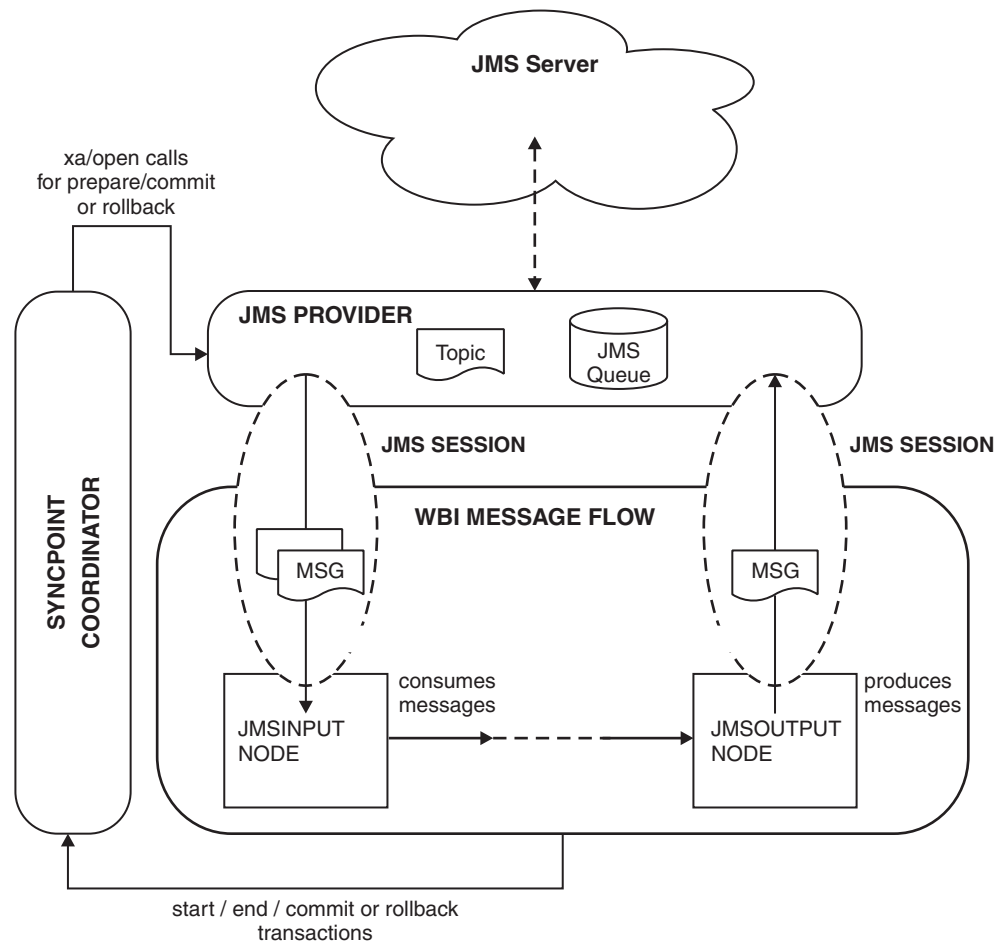 JMS Server
xa/open calls
for prepare/commit
or rollback
JMS PROVIDER
Topic
JMS
Queue
JMS SESSION
JMS SESSION
SYNCPOINT
COORDINATOR
WBI MESSAGE FLOW
MSG
MSG
consumes
messages
produces
messages
JMSINPUT
NODE
JMSOUTPUT
NODE
start / end / commit or rollback
transactions